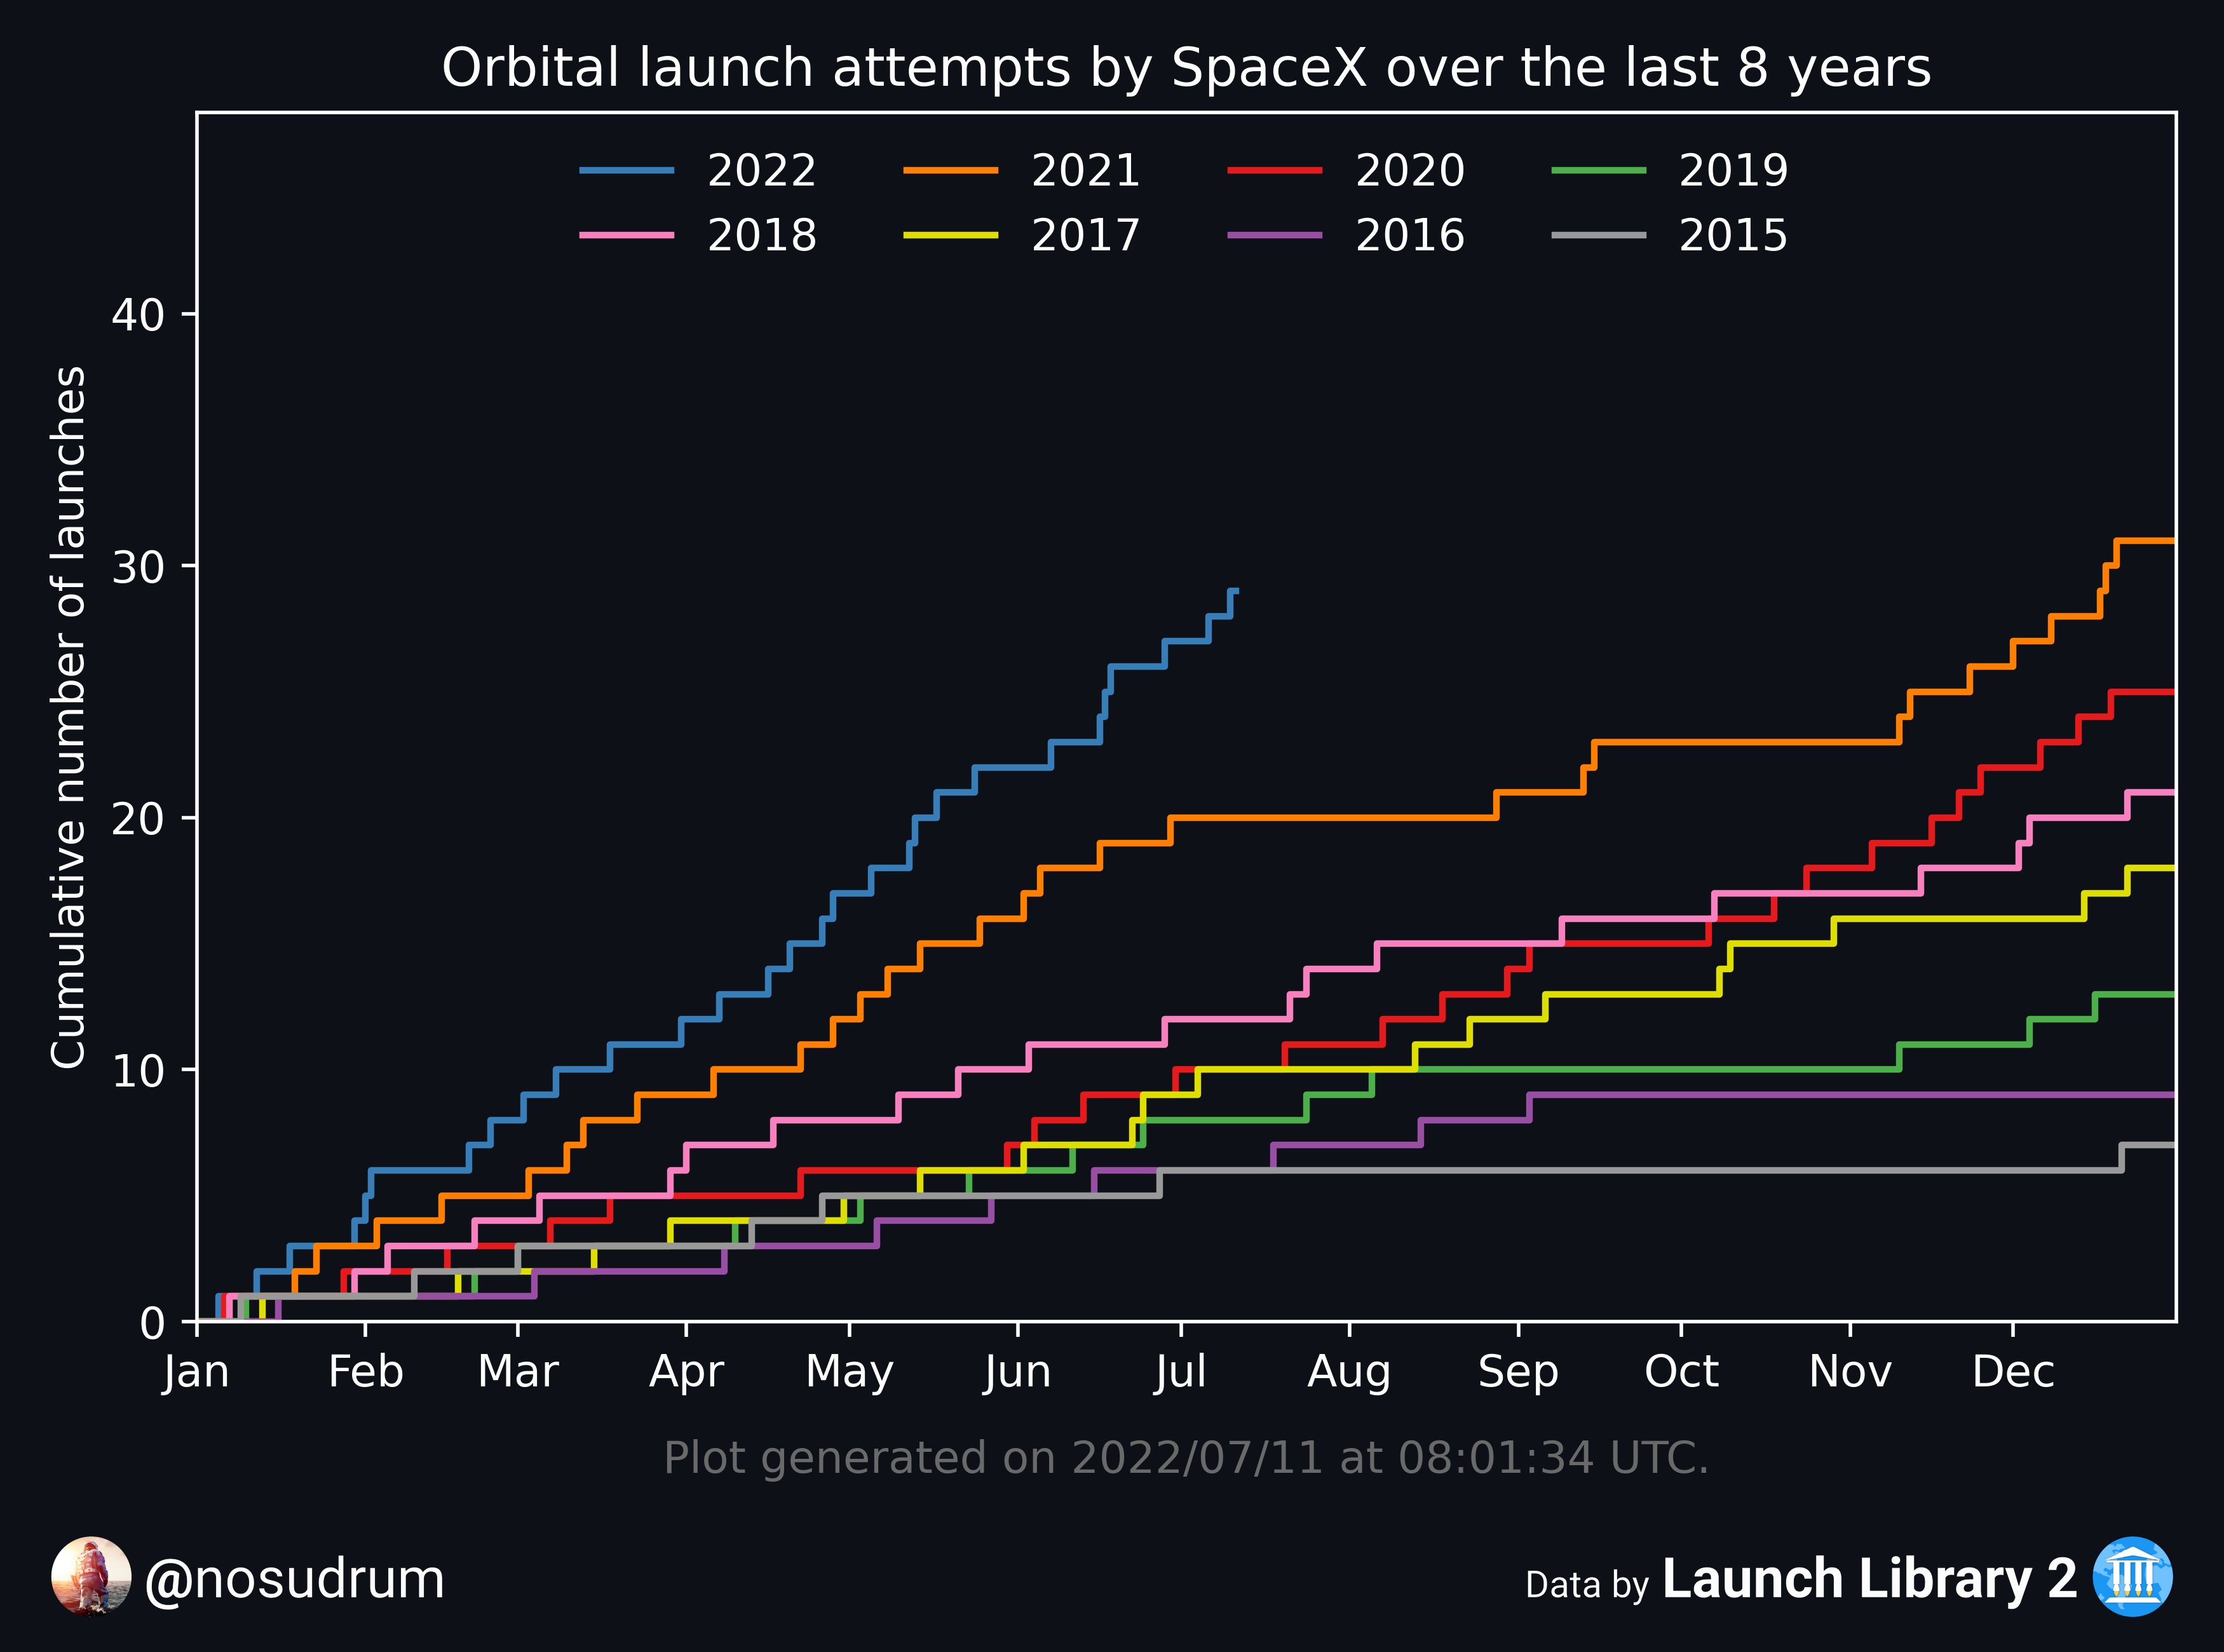 Orbital launch attempts by SpaceX over the last 8 years
2022 2021 2020 2019
2018 2017 2016 2015
Cumulative number of launches
40
30
20
10
0
Jan Feb Mar Apr May Jun Jul Aug Sep Oct Nov Dec
Plot generated on 2022/07/11 at 08:01:34 UTC.
@nosudrum
Data by Launch Library 2